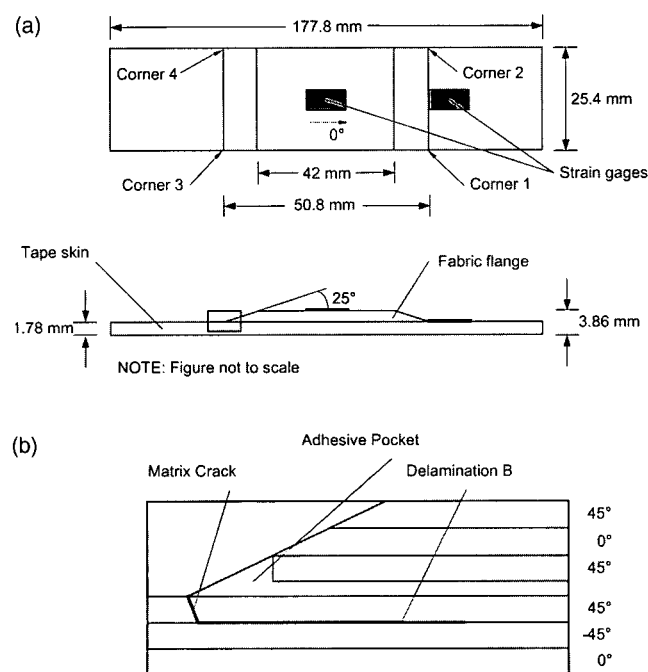 (a)
177.8 mm
Corner 4
Corner 2
25.4 mm
0°
Corner 3
42 mm
Corner 1
Strain gages
50.8 mm
Tape skin
Fabric flange
25°
1.78 mm
3.86 mm
NOTE: Figure not to scale
(b)
Adhesive Pocket
Matrix Crack
Delamination B
45°
0°
45°
45°
-45°
0°